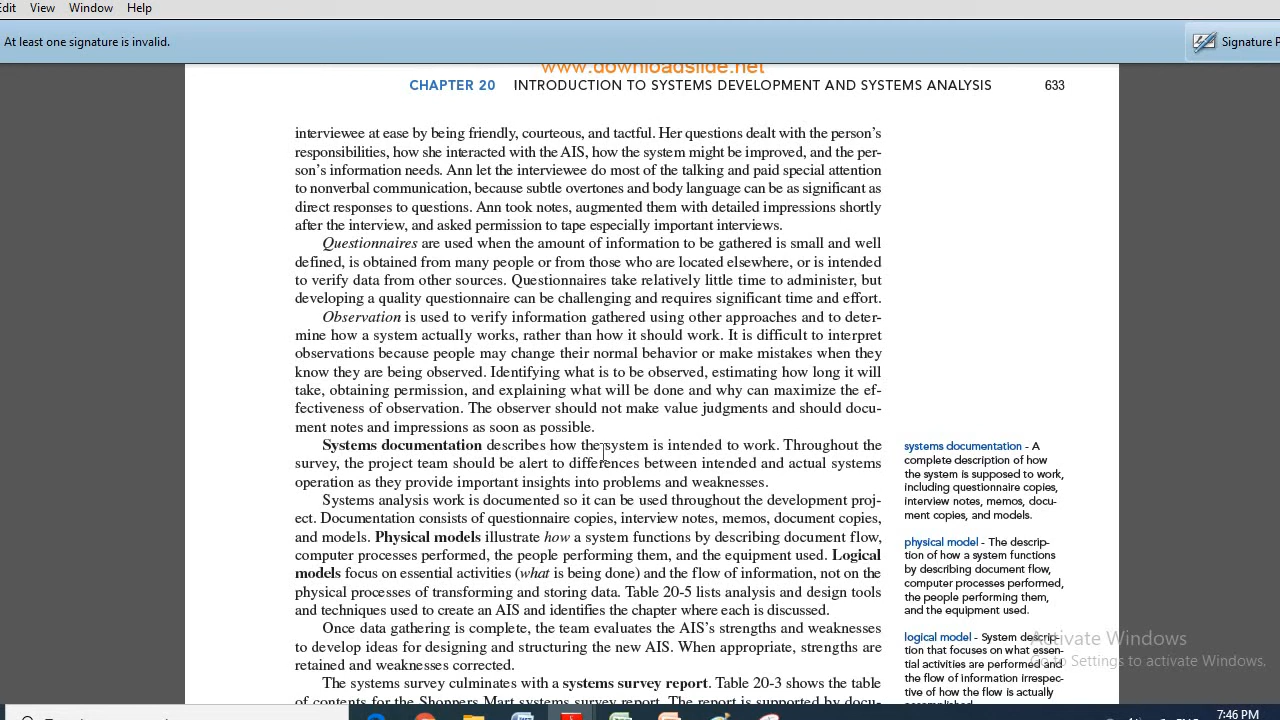 Edit View Window Help
At least one signature is invalid.
Signature P
www.downloadslide.net
CHAPTER 20 INTRODUCTION TO SYSTEMS DEVELOPMENT AND SYSTEMS ANALYSIS 633
interviewee at ease by being friendly, courteous, and tactful. Her questions dealt with the person's
responsibilities, how she interacted with the AIS, how the system might be improved, and the per-
son's information needs. Ann let the interviewee do most of the talking and paid special attention
to nonverbal communication, because subtle overtones and body language can be as significant as
direct responses to questions. Ann took notes, augmented them with detailed impressions shortly
after the interview, and asked permission to tape especially important interviews.
Questionnaires are used when the amount of information to be gathered is small and well
defined, is obtained from many people or from those who are located elsewhere, or is intended
to verify data from other sources. Questionnaires take relatively little time to administer, but
developing a quality questionnaire can be challenging and requires significant time and effort.
Observation is used to verify information gathered using other approaches and to deter-
mine how a system actually works, rather than how it should work. It is difficult to interpret
observations because people may change their normal behavior or make mistakes when they
know they are being observed. Identifying what is to be observed, estimating how long it will
take, obtaining permission, and explaining what will be done and why can maximize the ef-
fectiveness of observation. The observer should not make value judgments and should docu-
ment notes and impressions as soon as possible.
Systems documentation describes how the system is intended to work. Throughout the
survey, the project team should be alert to differences between intended and actual systems
operation as they provide important insights into problems and weaknesses.
Systems analysis work is documented so it can be used throughout the development proj-
ect. Documentation consists of questionnaire copies, interview notes, memos, document copies,
and models. Physical models illustrate how a system functions by describing document flow,
computer processes performed, the people performing them, and the equipment used. Logical
models focus on essential activities (what is being done) and the flow of information, not on the
physical processes of transforming and storing data. Table 20-5 lists analysis and design tools
and techniques used to create an AIS and identifies the chapter where each is discussed.
Once data gathering is complete, the team evaluates the AIS's strengths and weaknesses
to develop ideas for designing and structuring the new AIS. When appropriate, strengths are
retained and weaknesses corrected.
The systems survey culminates with a systems survey report. Table 20-3 shows the table
of contents for the Shoppers Mart systems survey report. The report is supported by docu-
systems documentation - A
complete description of how
the system is supposed to work,
including questionnaire copies,
interview notes, memos, docu-
ment copies, and models.
physical model - The descrip-
tion of how a system functions
by describing document flow,
computer processes performed,
the people performing them,
and the equipment used.
logical model - System descrip-
tion that focuses on what essen-
tial activities are performed and
the flow of information irrespec-
tive of how the flow is actually
accomplished.
Activate Windows
Go to Settings to activate Windows.
7:46 PM